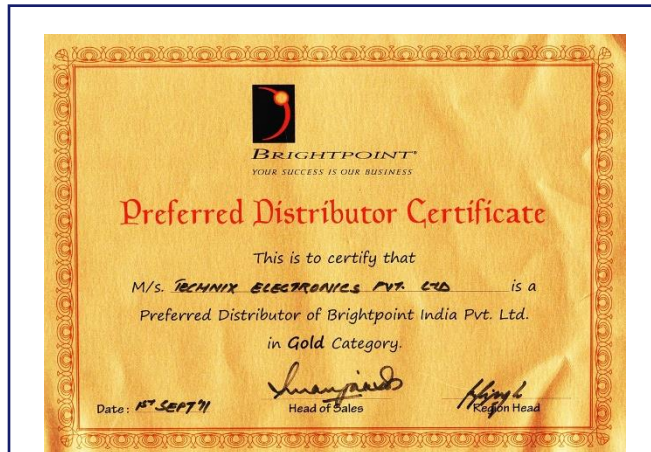 BRIGHTPOINT®
YOUR SUCCESS IS OUR BUSINESS
Preferred Distributor Certificate
This is to certify that
M/s. TECHNIX ELECTRONICS PVT. LTD is a
Preferred Distributor of Brightpoint India Pvt. Ltd.
in Gold Category.
Date: 1ST SEPT'11
Head of Sales
Region Head